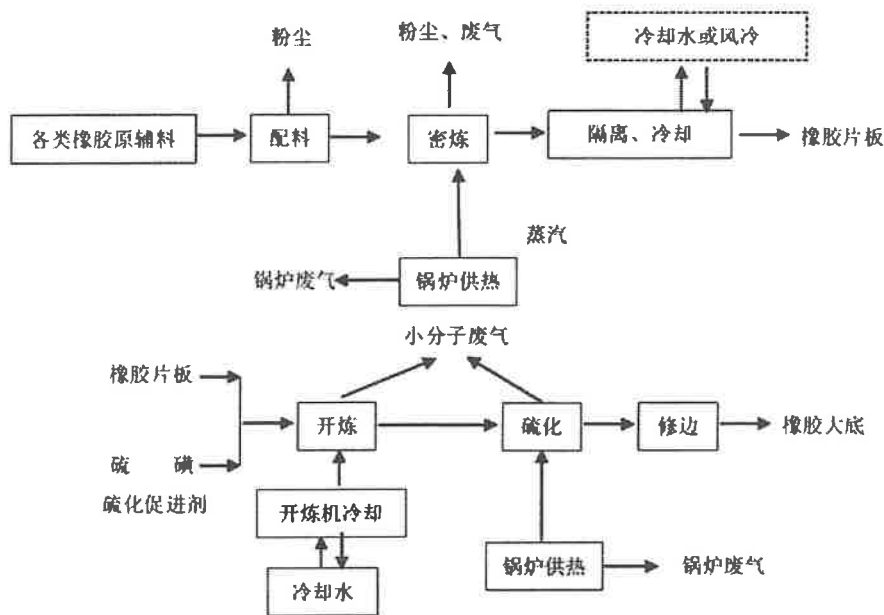 粉尘
粉尘、废气
冷却水或风冷
各类橡胶原辅料
配料
密炼
隔离、冷却
橡胶片板
蒸汽
锅炉废气
锅炉供热
小分子废气
橡胶片板
开炼
硫化
修边
橡胶大底
硫 磺
硫化促进剂
开炼机冷却
冷却水
锅炉供热
锅炉废气